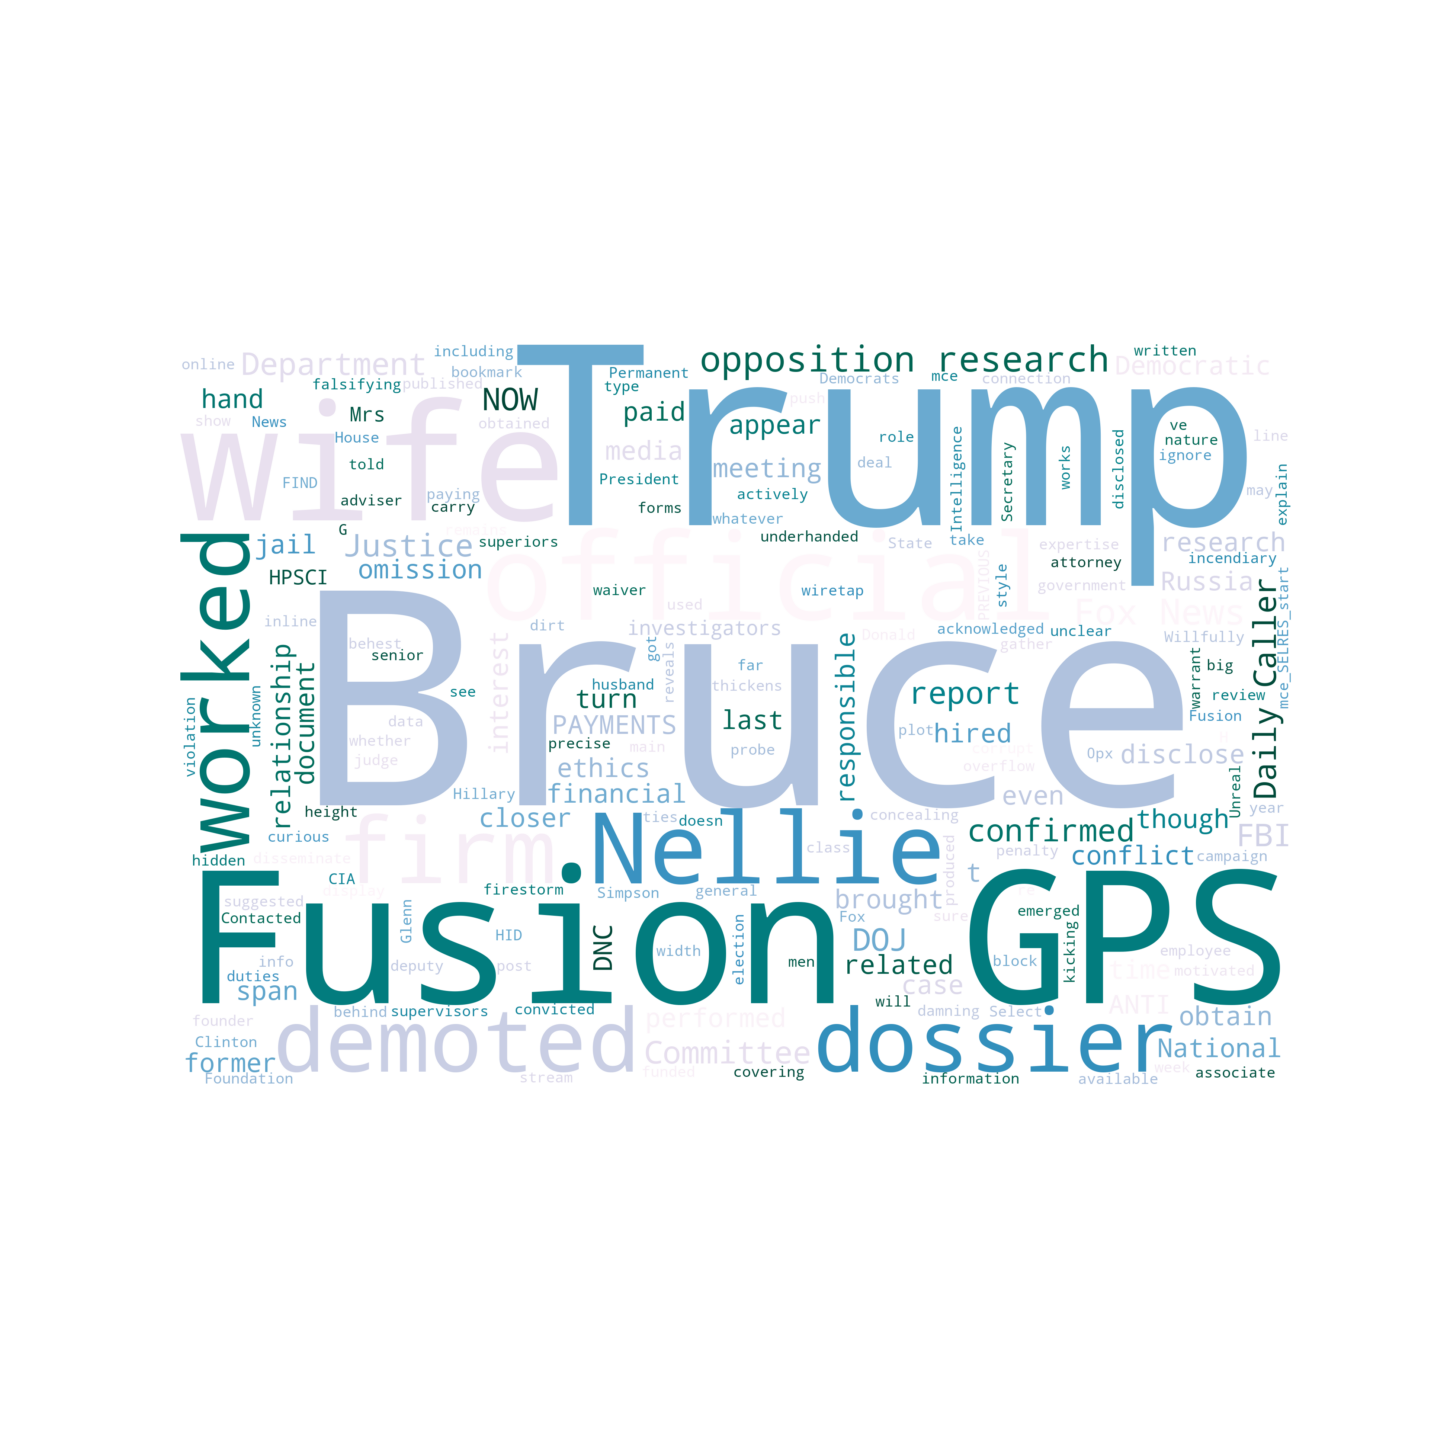 opposition research
written
including
Department
online
bookmark
Permanent
Democrats
mce
connection
Democratic
falsifying
published
type
push
Trump
hand
NOW
paid
Mrs
show
News
obtained
appear
role
ve
nature
line
House
media
wife
told
FIND
meeting
deal
ignore
Intelligence
Secretary
works
disclosed
explain
President
actively
adviser
paying
carry
forms
may
whatever
G
underhanded
jail
Justice
superiors
State
take
expertise
research
official
omission
attorney
incendiary
HPSCI
Russia
waiver
wiretap
style
government
PREVIOUS
used
Fox News
worked
inline
dirt
investigators
Donald
acknowledged
unclear
Willfully
behest
gather
senior
got
interest
reveals
far
Daily Caller
mce_SELRES_start
warrant
big
husband
thickens
see
turn
report
review
Bruce
relationship
document
responsible
unknown
violation
data
last
PAYMENTS
plot
hired
Fusion
whether
precise
main
probe
judge
Opx
disclose
ethics
overflow
Hillary
financial
even
Unreal
year
height
closer
ties
doesn
concealing
though
curious
Nellie
confirmed
FBI
firm
class
penalty
hidden
disseminate
conflict
campaign
produced
t
CIA
display
firestorm
Simpson
general
brought
suggested
Contacted
Fox
sure
emerged
Glenn
HID
DNC
election
DOJ
Fusion GPS
width
men
employee
info
deputy
post
related
block
kicking
time
motivated
duties
span
case
will
ANTI
behind
supervisors
convicted
damning
Select
founder
demoted
performed
obtain
Clinton
Committee
dossier
National
former
Foundation
stream
funded
covering
information
available
week
associate